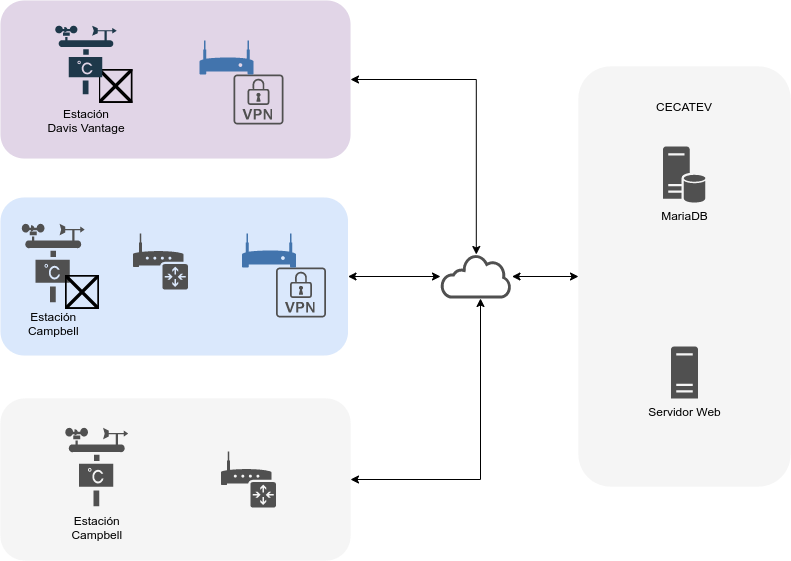 °C
Estación
Davis Vantage
VPN
°C
Estación
Campbell
VPN
°C
Estación
Campbell
CECATEV
MariaDB
Servidor Web